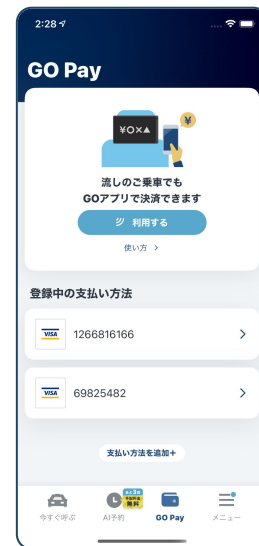 2:28
GO Pay
¥O×▲
¥
流しのご乗車でも
GOアプリで決済できます
利用する
使い方 >
登録中の支払い方法
VISA 1266816166 >
VISA 69825482 >
支払い方法を追加+
無料
今すぐ呼ぶ AI予約 GO Pay メニュー